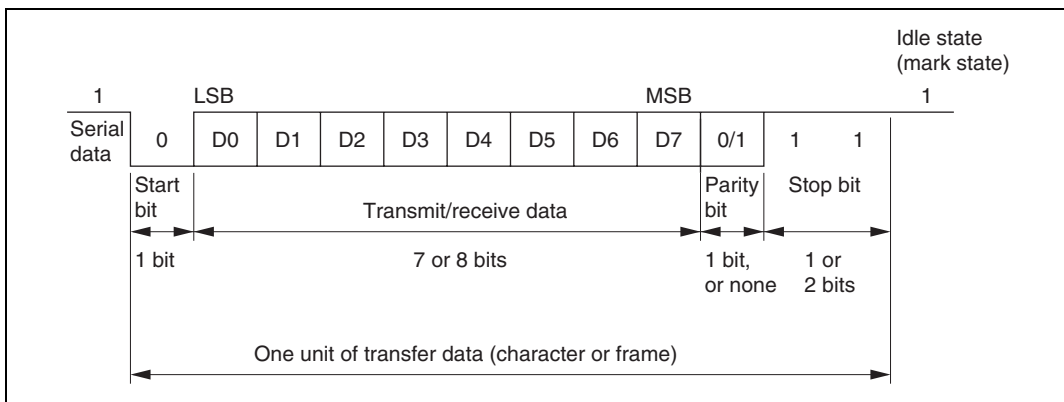 Idle state
(mark state)
1 LSB MSB 1
Serial
data
0 D0 D1 D2 D3 D4 D5 D6 D7 0/1 1 1
Start
bit
Transmit/receive data
Parity
bit
Stop bit
1 bit
7 or 8 bits
1 bit,
or none
1 or
2 bits
One unit of transfer data (character or frame)